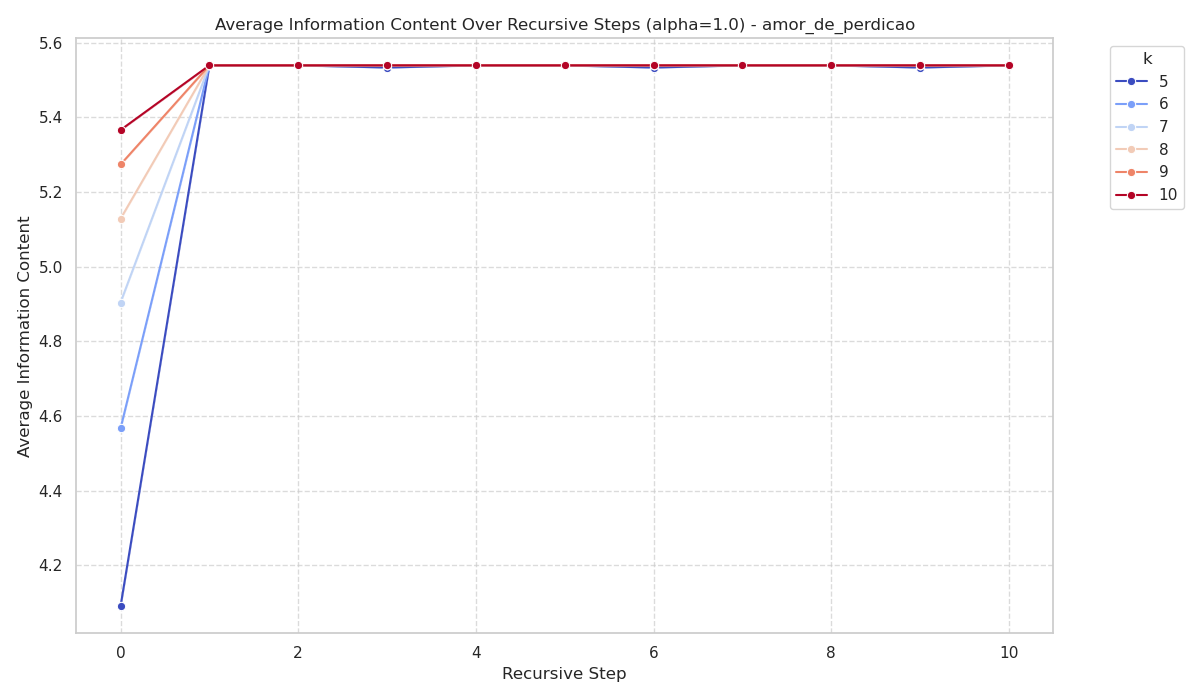 Average Information Content Over Recursive Steps (alpha=1.0) - amor_de_perdicao
5.6
5.4
5.2
5.0
4.8
4.6
4.4
4.2
Average Information Content
0 2 4 6 8 10
Recursive Step
k
5
6
7
8
9
10